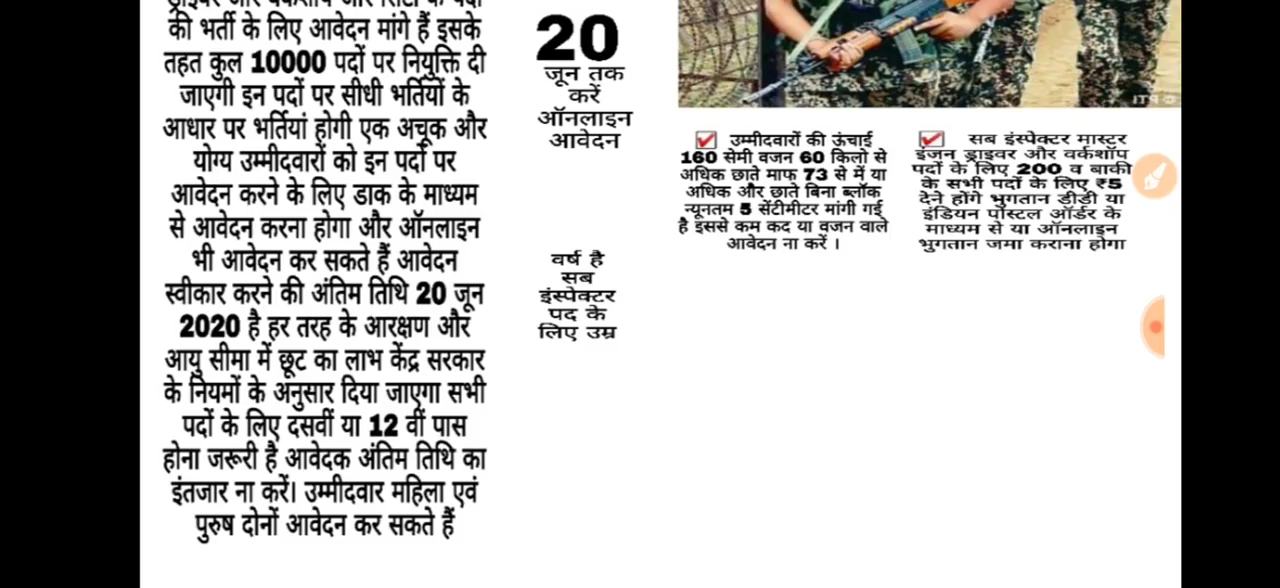 की भर्ती के लिए आवेदन मांगे हैं इसके
तहत कुल 10000 पदों पर नियुक्ति दी
जाएगी इन पदों पर सीधी भर्तियों के
आधार पर भर्तियां होगी एक अचूक और
योग्य उम्मीदवारों को इन पदों पर
आवेदन करने के लिए डाक के माध्यम
से आवेदन करना होगा और ऑनलाइन
भी आवेदन कर सकते हैं आवेदन
स्वीकार करने की अंतिम तिथि 20 जून
2020 है हर तरह के आरक्षण और
आयु सीमा में छूट का लाभ केंद्र सरकार
के नियमों के अनुसार दिया जाएगा सभी
पदों के लिए दसवीं या 12 वीं पास
होना जरूरी है आवेदक अंतिम तिथि का
इंतजार ना करें। उम्मीदवार महिला एवं
पुरुष दोनों आवेदन कर सकते हैं
20
जून तक
करें
ऑनलाइन
आवेदन
वर्ष है
सब
इंस्पेक्टर
पद के
लिए उम्र
उम्मीदवारों की ऊंचाई
160 सेमी वजन 60 किलो से
अधिक छाते माफ 73 से में या
अधिक और छाते बिना ब्लॉक
न्यूनतम 5 सेंटीमीटर मांगी गई
है इससे कम कद या वजन वाले
आवेदन ना करें ।
सब इंस्पेक्टर मास्टर
इंजन ड्राइवर और वर्कशॉप
पदों के लिए 200 व बाकी
के सभी पदों के लिए ₹5
देने होंगे भुगतान डीडी या
इंडियन पोस्टल ऑर्डर के
माध्यम से या ऑनलाइन
भुगतान जमा कराना होगा